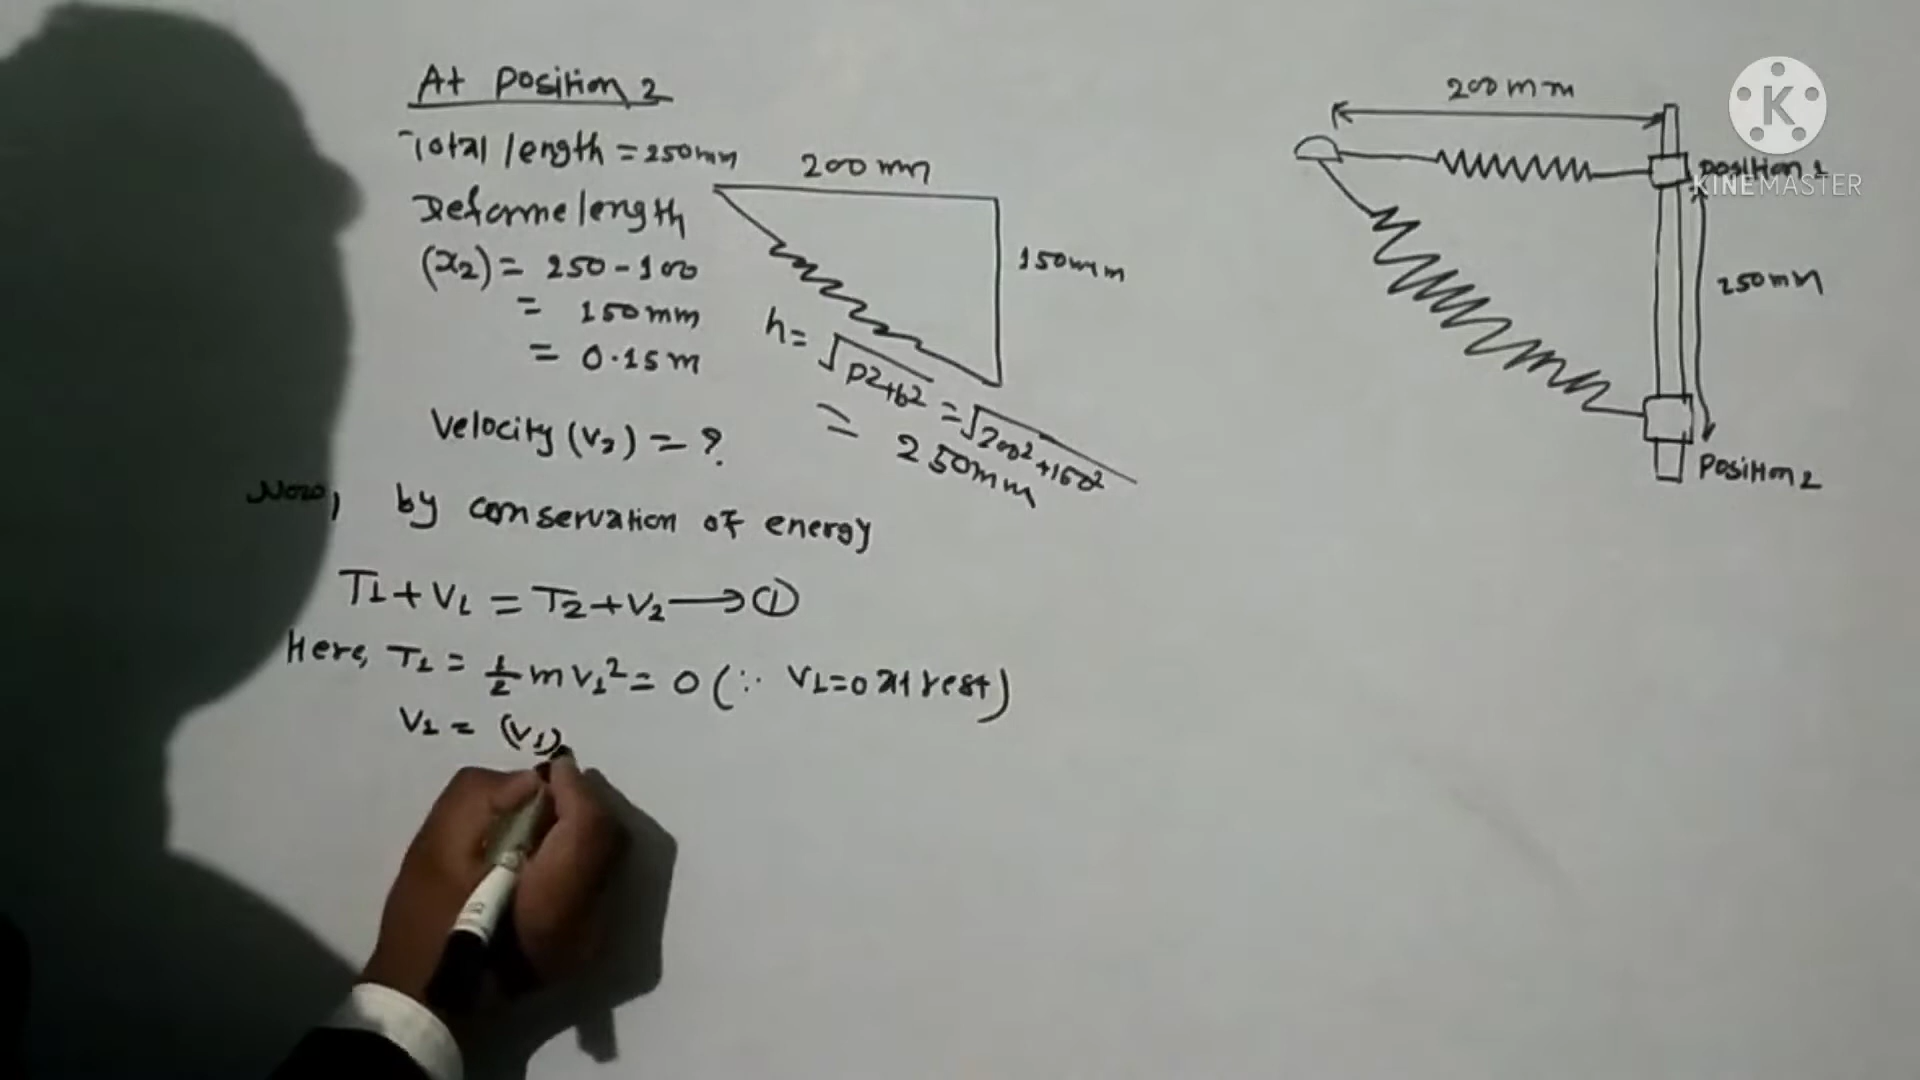 At position 2
Total length = 250mm
Deforme length
(x2) = 250 - 100
= 150mm
= 0.15m
Velocity (v2) = ?
200 mm
150mm
h = √p²+b² = √200²+150²
= 250mm
200mm
position 1
250mm
Position 2
K
KINEMASTER
Now, by conservation of energy
T1 + V1 = T2 + V2 → ①
Here, T1 = 1/2 m v1² = 0 (∵ v1=0 at rest)
V1 = (V1)